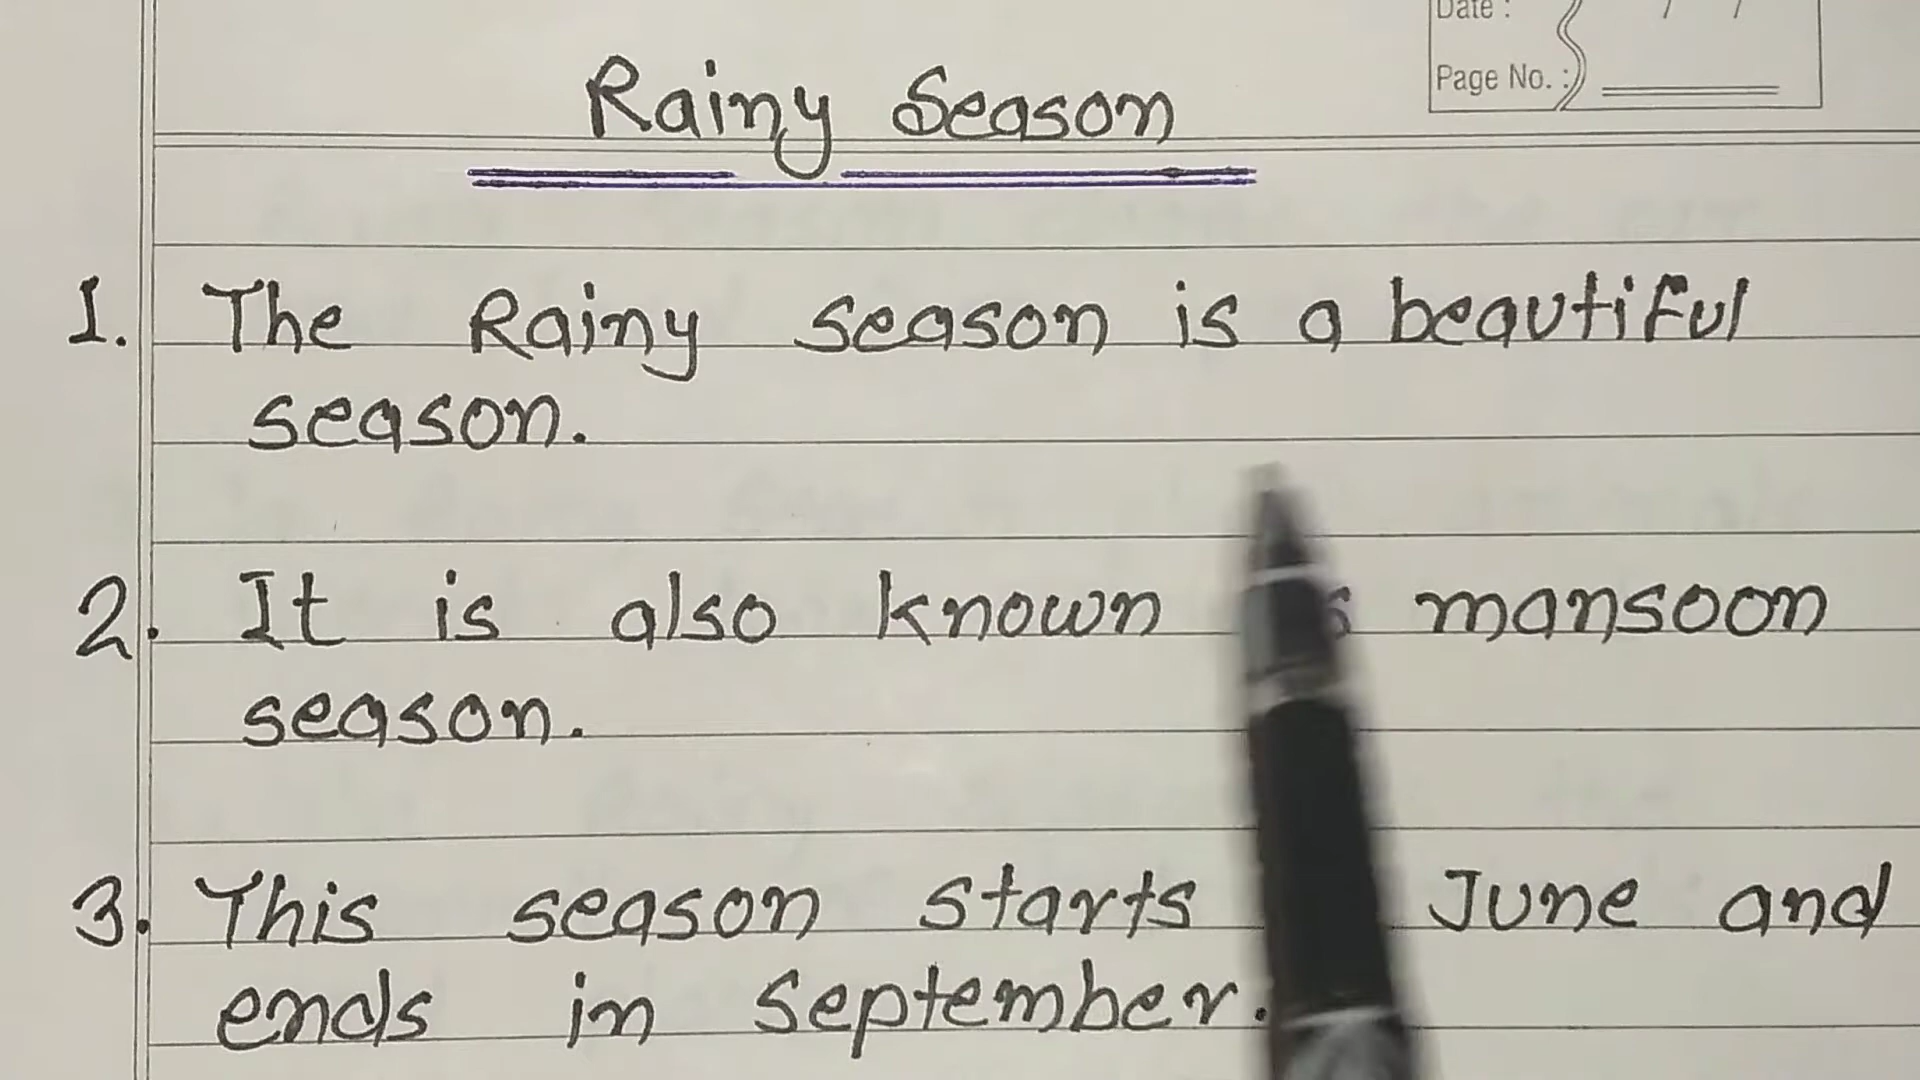 Date : / /
Page No. :
Rainy Season
1. The Rainy season is a beautiful
season.
2. It is also known mansoon
season.
3. This season starts June and
ends in September.